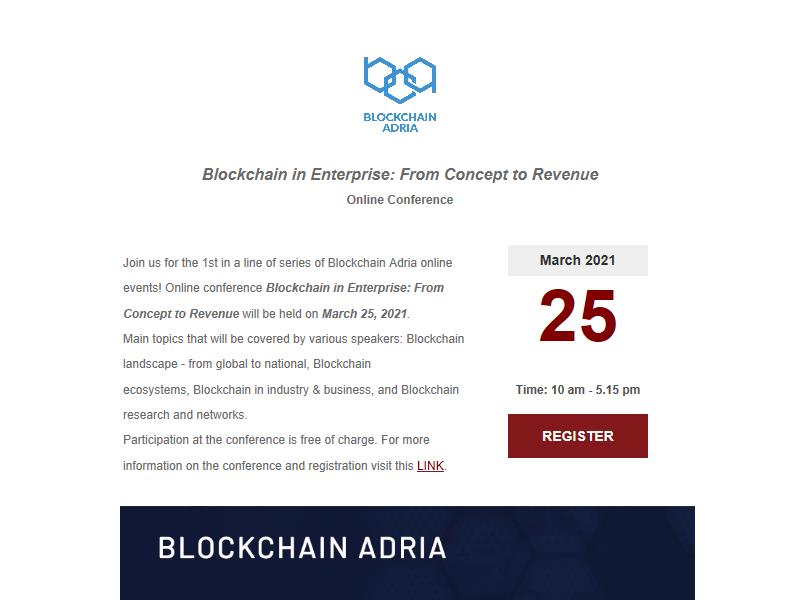 BLOCKCHAIN
ADRIA
Blockchain in Enterprise: From Concept to Revenue
Online Conference
Join us for the 1st in a line of series of Blockchain Adria online
events! Online conference Blockchain in Enterprise: From
Concept to Revenue will be held on March 25, 2021.
Main topics that will be covered by various speakers: Blockchain
landscape - from global to national, Blockchain
ecosystems, Blockchain in industry & business, and Blockchain
research and networks.
Participation at the conference is free of charge. For more
information on the conference and registration visit this LINK.
March 2021
25
Time: 10 am - 5.15 pm
REGISTER
BLOCKCHAIN ADRIA